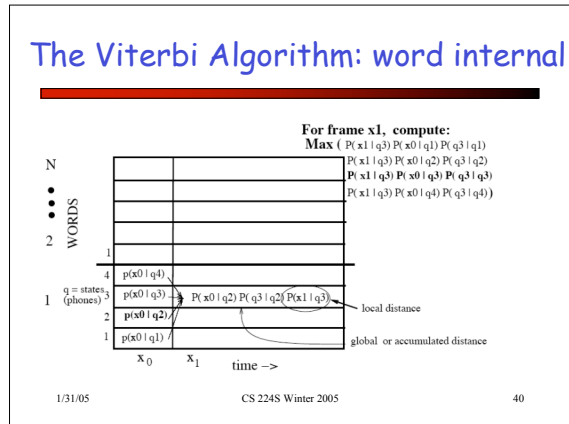 The Viterbi Algorithm: word internal
For frame x1, compute:
Max ( P( x1 | q3) P( x0 | q1) P( q3 | q1)
P( x1 | q3) P( x0 | q2) P( q3 | q2)
P( x1 | q3) P( x0 | q3) P( q3 | q3)
P( x1 | q3) P( x0 | q4) P( q3 | q4) )
N
WORDS
2
1
4 p(x0 | q4)
1 q = states (phones) 3 p(x0 | q3) P( x0 | q2) P( q3 | q2) P(x1 | q3)
local distance
2 p(x0 | q2)
1 p(x0 | q1)
global or accumulated distance
x0 x1 time –>
1/31/05 CS 224S Winter 2005 40